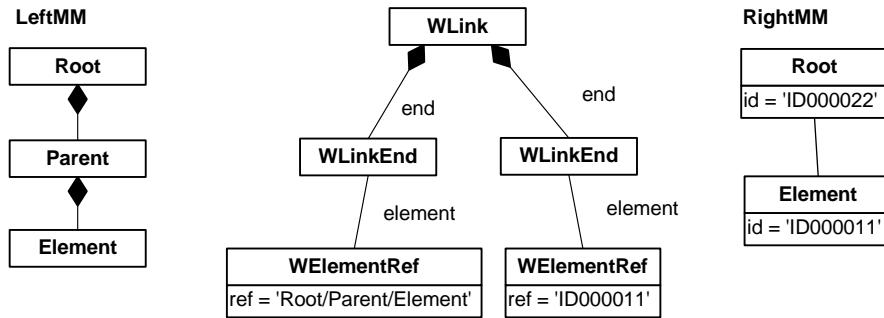 LeftMM
Root
Parent
Element
WLink
end
end
WLinkEnd
WLinkEnd
element
element
WElementRef
ref = 'Root/Parent/Element'
WElementRef
ref = 'ID000011'
RightMM
Root
id = 'ID000022'
Element
id = 'ID000011'